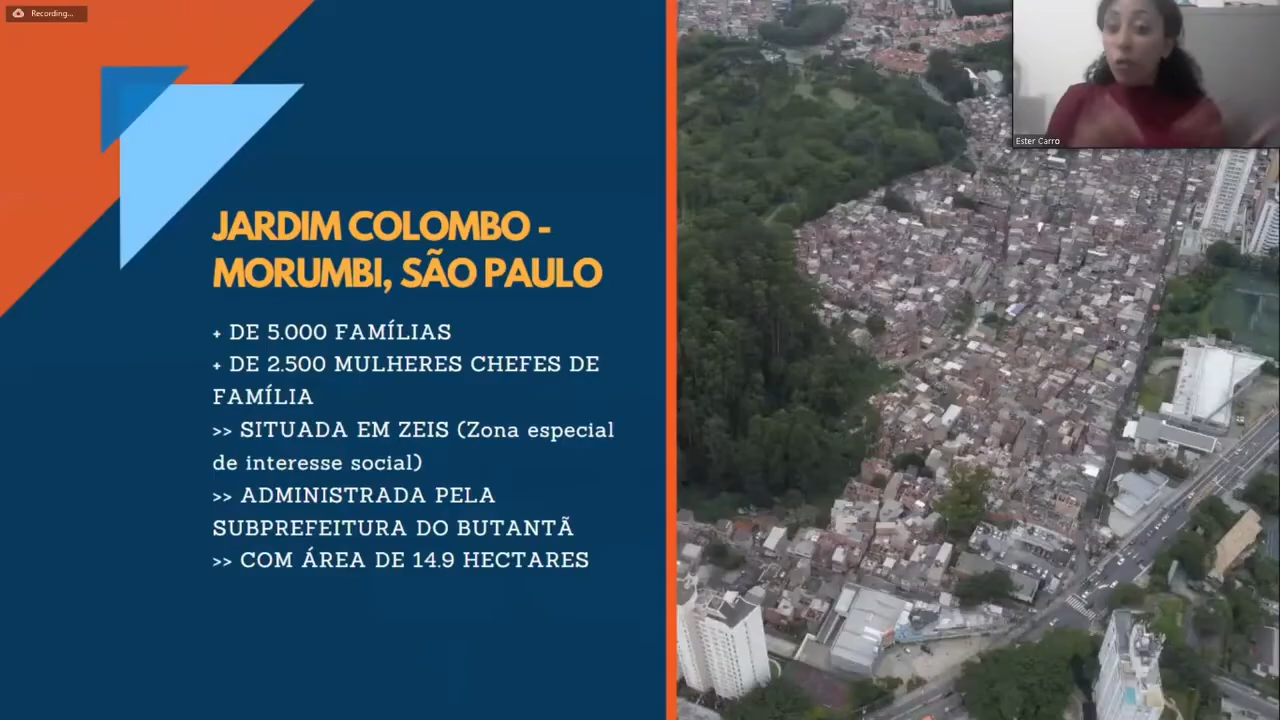 Recording...
JARDIM COLOMBO -
MORUMBI, SÃO PAULO
+ DE 5.000 FAMÍLIAS
+ DE 2.500 MULHERES CHEFES DE
FAMÍLIA
>> SITUADA EM ZEIS (Zona especial
de interesse social)
>> ADMINISTRADA PELA
SUBPREFEITURA DO BUTANTÃ
>> COM ÁREA DE 14.9 HECTARES
Ester Carro